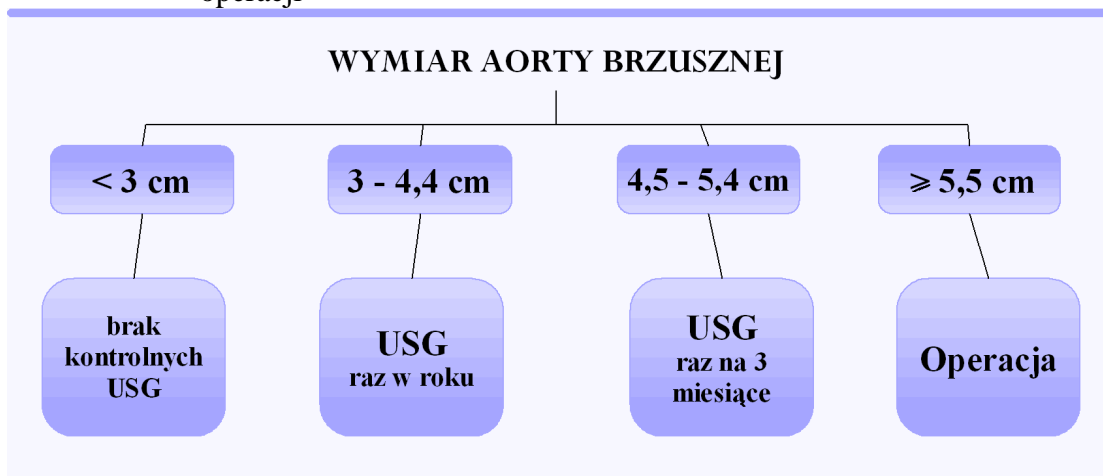 operacji
WYMIAR AORTY BRZUSZNEJ
< 3 cm
3 - 4,4 cm
4,5 - 5,4 cm
⩾ 5,5 cm
brak
kontrolnych
USG
USG
raz w roku
USG
raz na 3
miesiące
Operacja